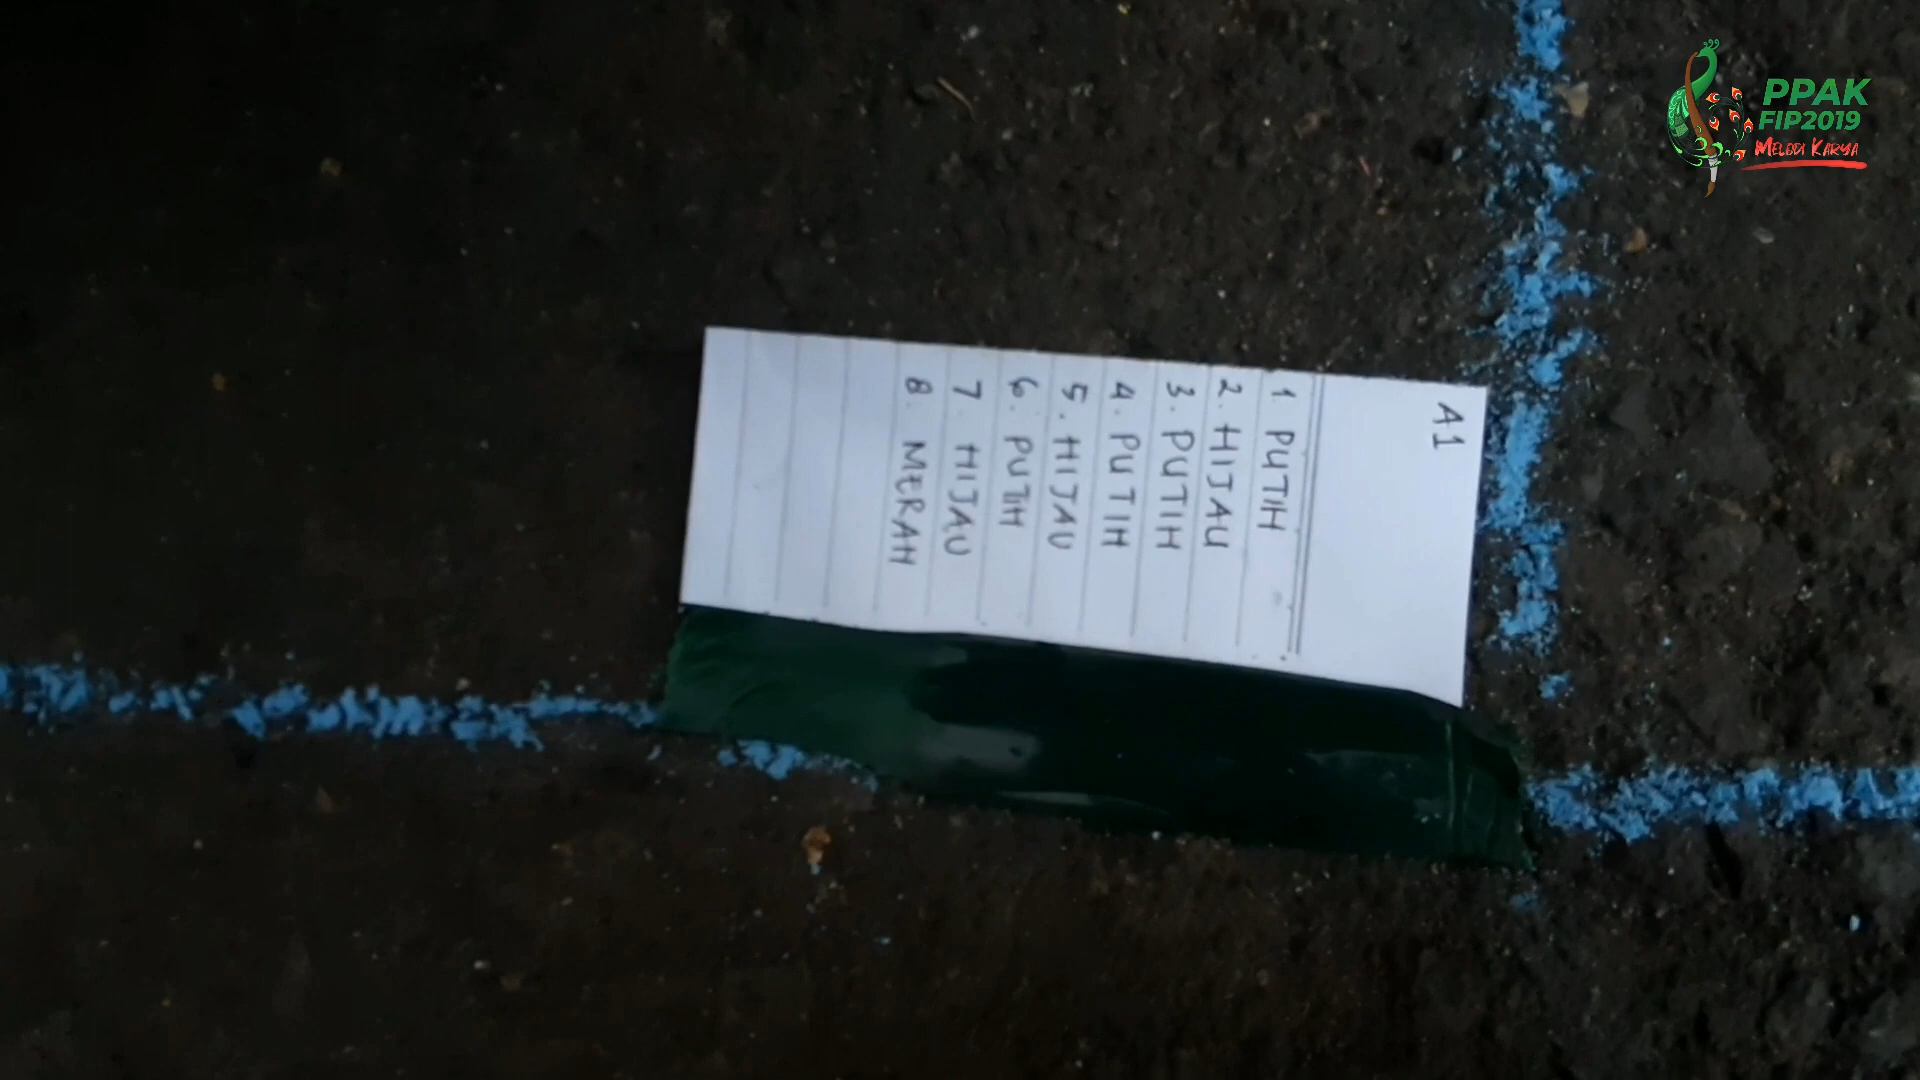 A1
1. PUTIH
2. HIJAU
3. PUTIH
4. PUTIH
5. HIJAU
6. PUTIH
7. HIJAU
8. MERAH
PPAK
FIP2019
MELODI KARYA